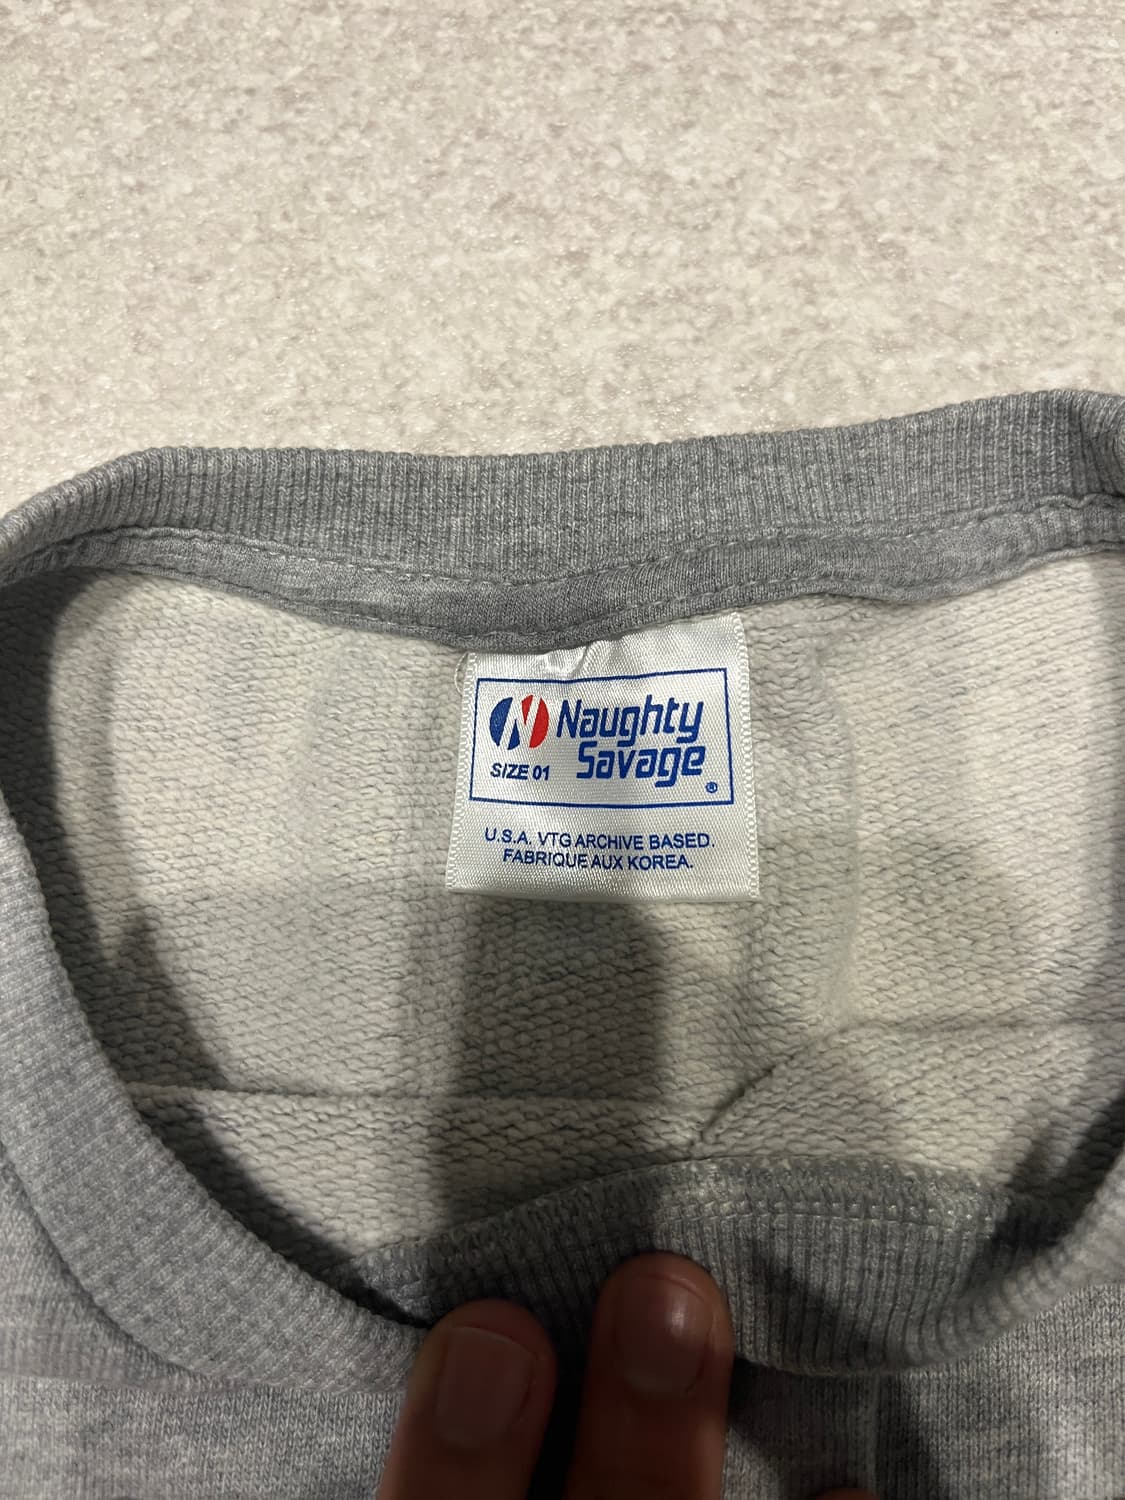 N Naughty
SIZE 01 Savage ®
U.S.A. VTG ARCHIVE BASED.
FABRIQUE AUX KOREA.